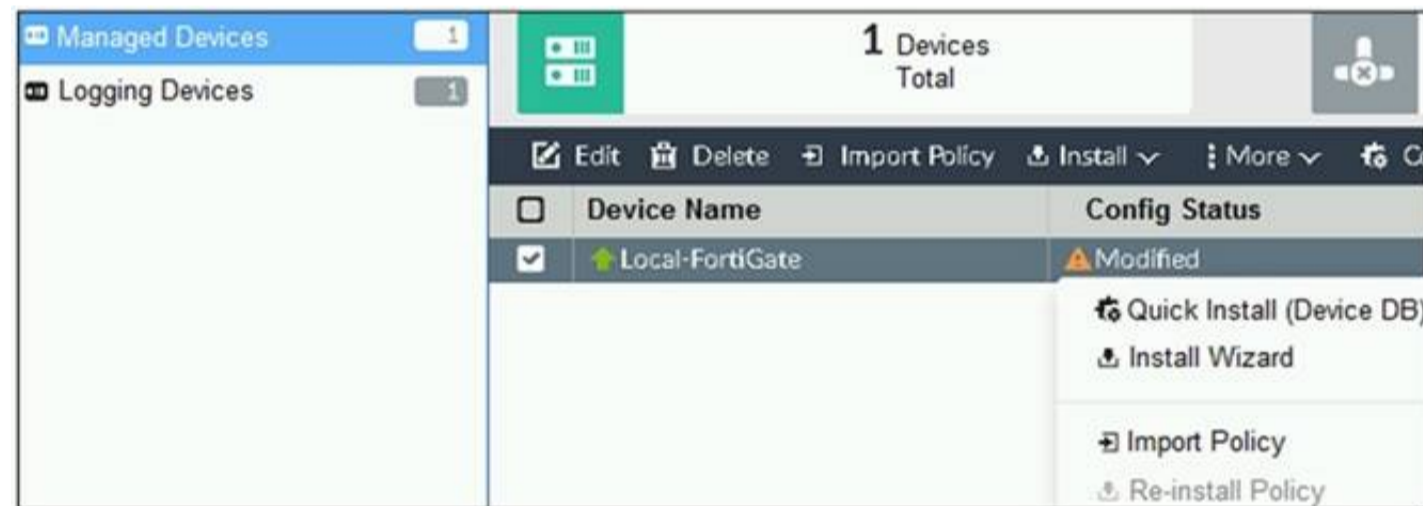 Managed Devices 1
Logging Devices 1
1 Devices
Total
Edit Delete Import Policy Install More
Device Name Config Status
Local-FortiGate Modified
Quick Install (Device DB)
Install Wizard
Import Policy
Re-install Policy